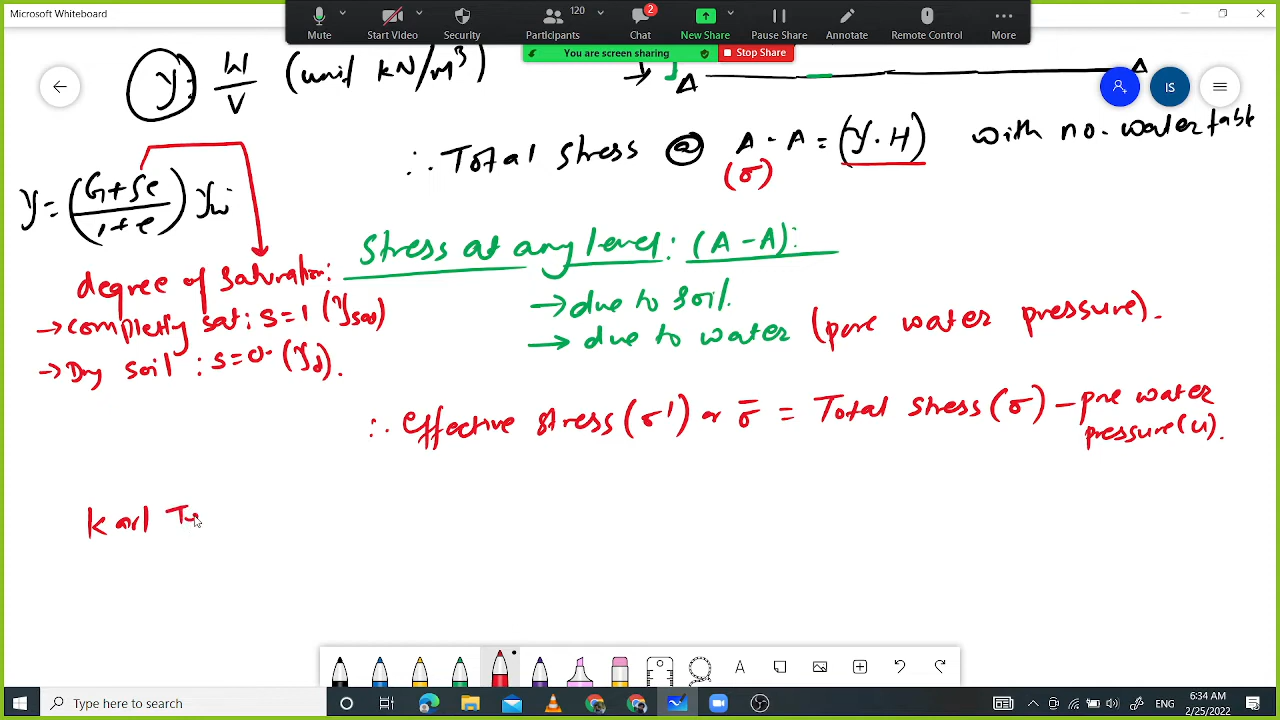 Microsoft Whiteboard
Mute
Start Video
Security
120
Participants
2
Chat
New Share
Pause Share
Annotate
Remote Control
More
You are screen sharing
Stop Share
γ = W/V (unit kN/m³)
A A
IS
∴ Total stress @ A - A = (γ · H) with no. water table
(σ)
γ = (G+Se/1+e) γw
Stress at any level: (A-A):
degree of saturation:
→ due to soil.
→ completly sat: S=1 (γsat)
→ due to water (pore water pressure).
→ Dry soil : S=0. (γd).
∴ effective stress (σ') or σ̅ = Total stress (σ) – pore water
pressure (u).
karl T
A
Type here to search
ENG
6:34 AM
2/25/2022